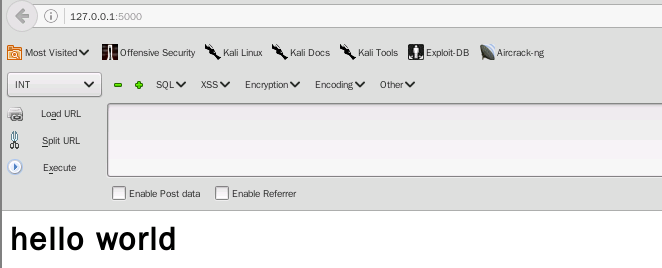 127.0.0.1:5000
Most Visited Offensive Security Kali Linux Kali Docs Kali Tools Exploit-DB Aircrack-ng
INT SQL XSS Encryption Encoding Other
Load URL
Split URL
Execute
Enable Post data Enable Referrer
hello world